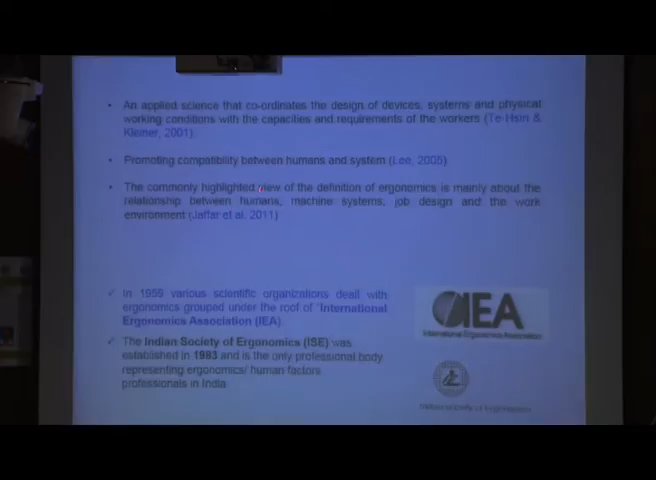 • An applied science that co-ordinates the design of devices, systems and physical
working conditions with the capacities and requirements of the workers (Te-Hsin &
Kleiner, 2001).
• Promoting compatibility between humans and system (Lee, 2005)
• The commonly highlighted view of the definition of ergonomics is mainly about the
relationship between humans, machine systems, job design and the work
environment (Jaffar et al. 2011)
✓ In 1959 various scientific organizations dealt with
ergonomics grouped under the roof of 'International
Ergonomics Association (IEA)
IEA
International Ergonomics Association
✓ The Indian Society of Ergonomics (ISE) was
established in 1983 and is the only professional body
representing ergonomics/ human factors
professionals in India
Indian Society of Ergonomics